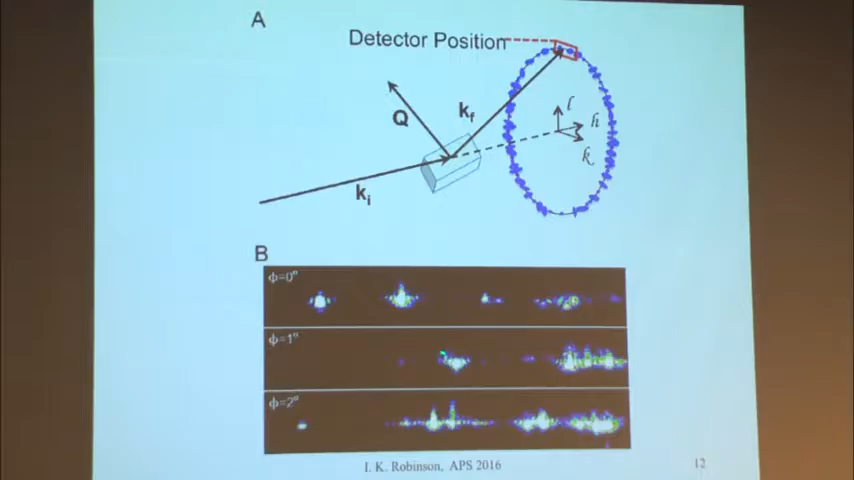 A
Detector Position
Q
kf
l
h
k
ki
B
ϕ=0°
ϕ=1°
ϕ=2°
I. K. Robinson, APS 2016
12